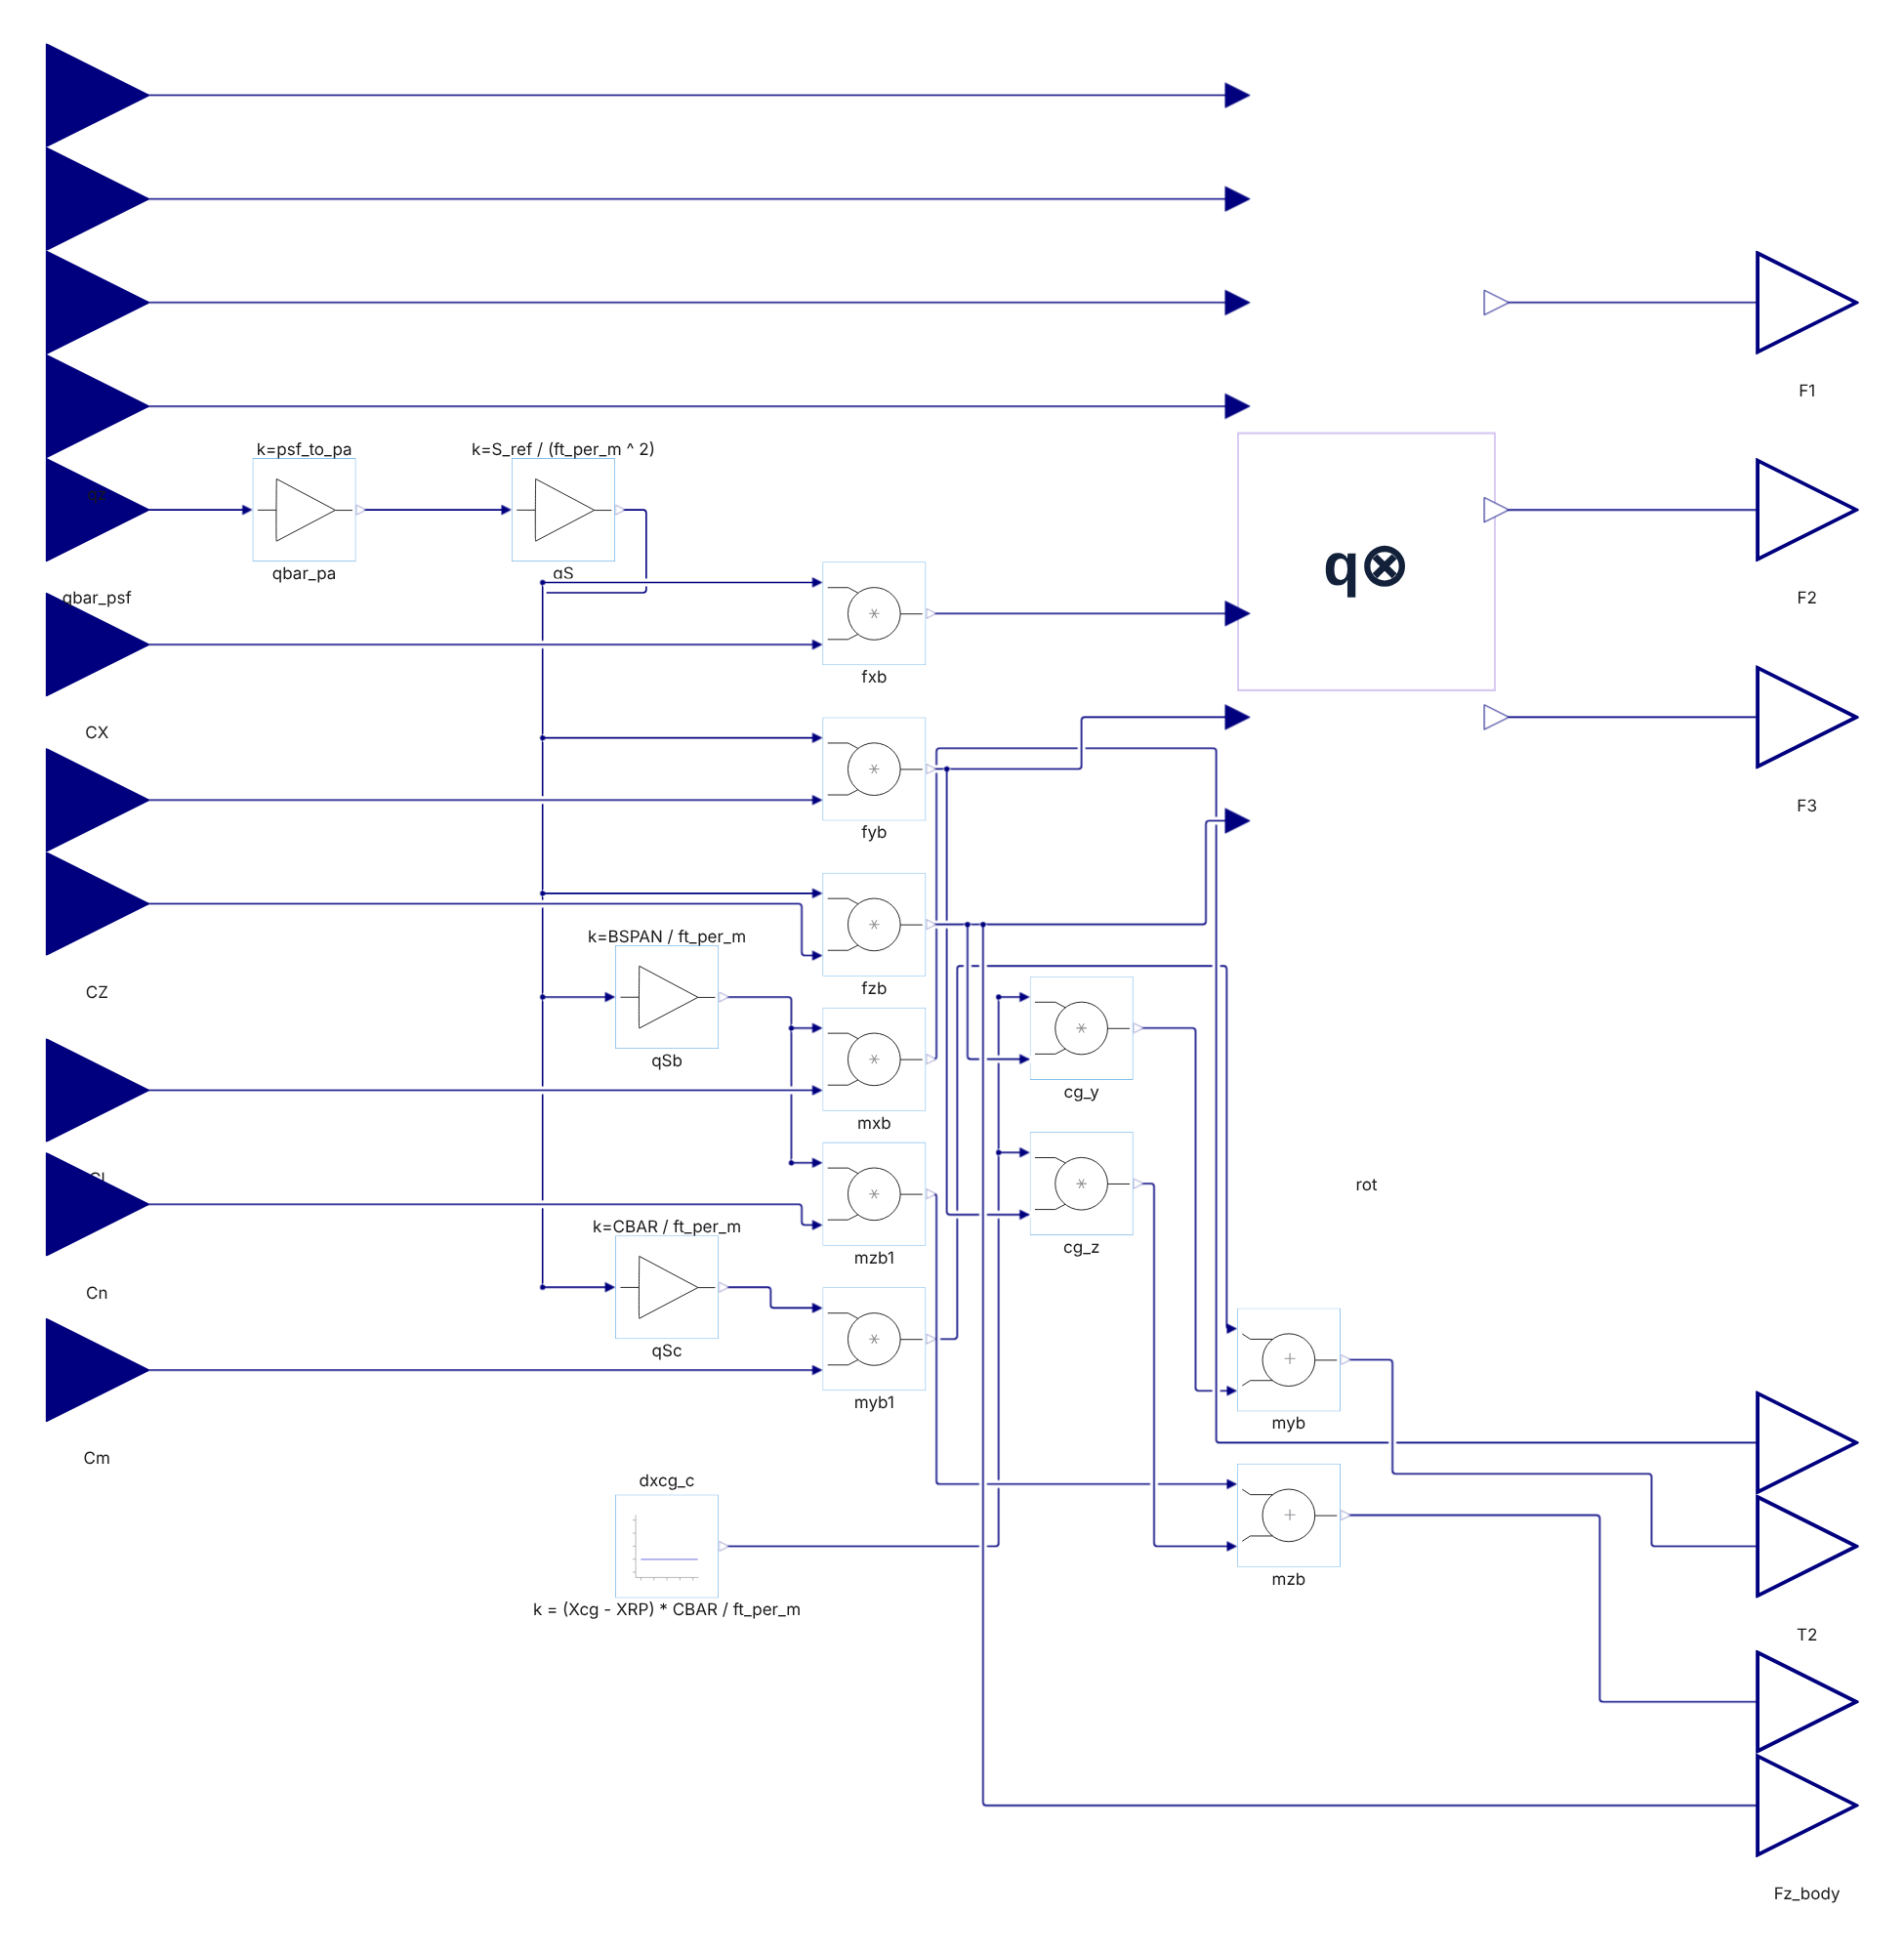 F1
k=psf_to_pa
k=S_ref / (ft_per_m ^ 2)
qz
q⊗
qbar_pa
qS
qbar_psf
F2
fxb
CX
F3
fyb
k=BSPAN / ft_per_m
fzb
CZ
qSb
cg_y
mxb
rot
k=CBAR / ft_per_m
cg_z
mzb1
Cn
qSc
myb1
myb
Cm
dxcg_c
mzb
k = (Xcg - XRP) * CBAR / ft_per_m
T2
Fz_body